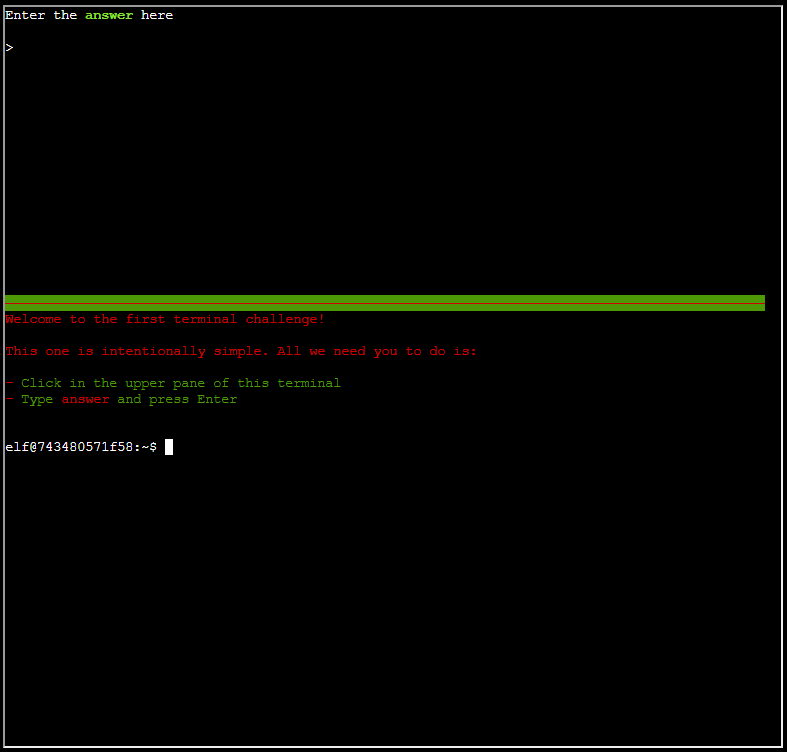 Enter the answer here
>
Welcome to the first terminal challenge!
This one is intentionally simple. All we need you to do is:
- Click in the upper pane of this terminal
- Type answer and press Enter
elf@743480571f58:~$